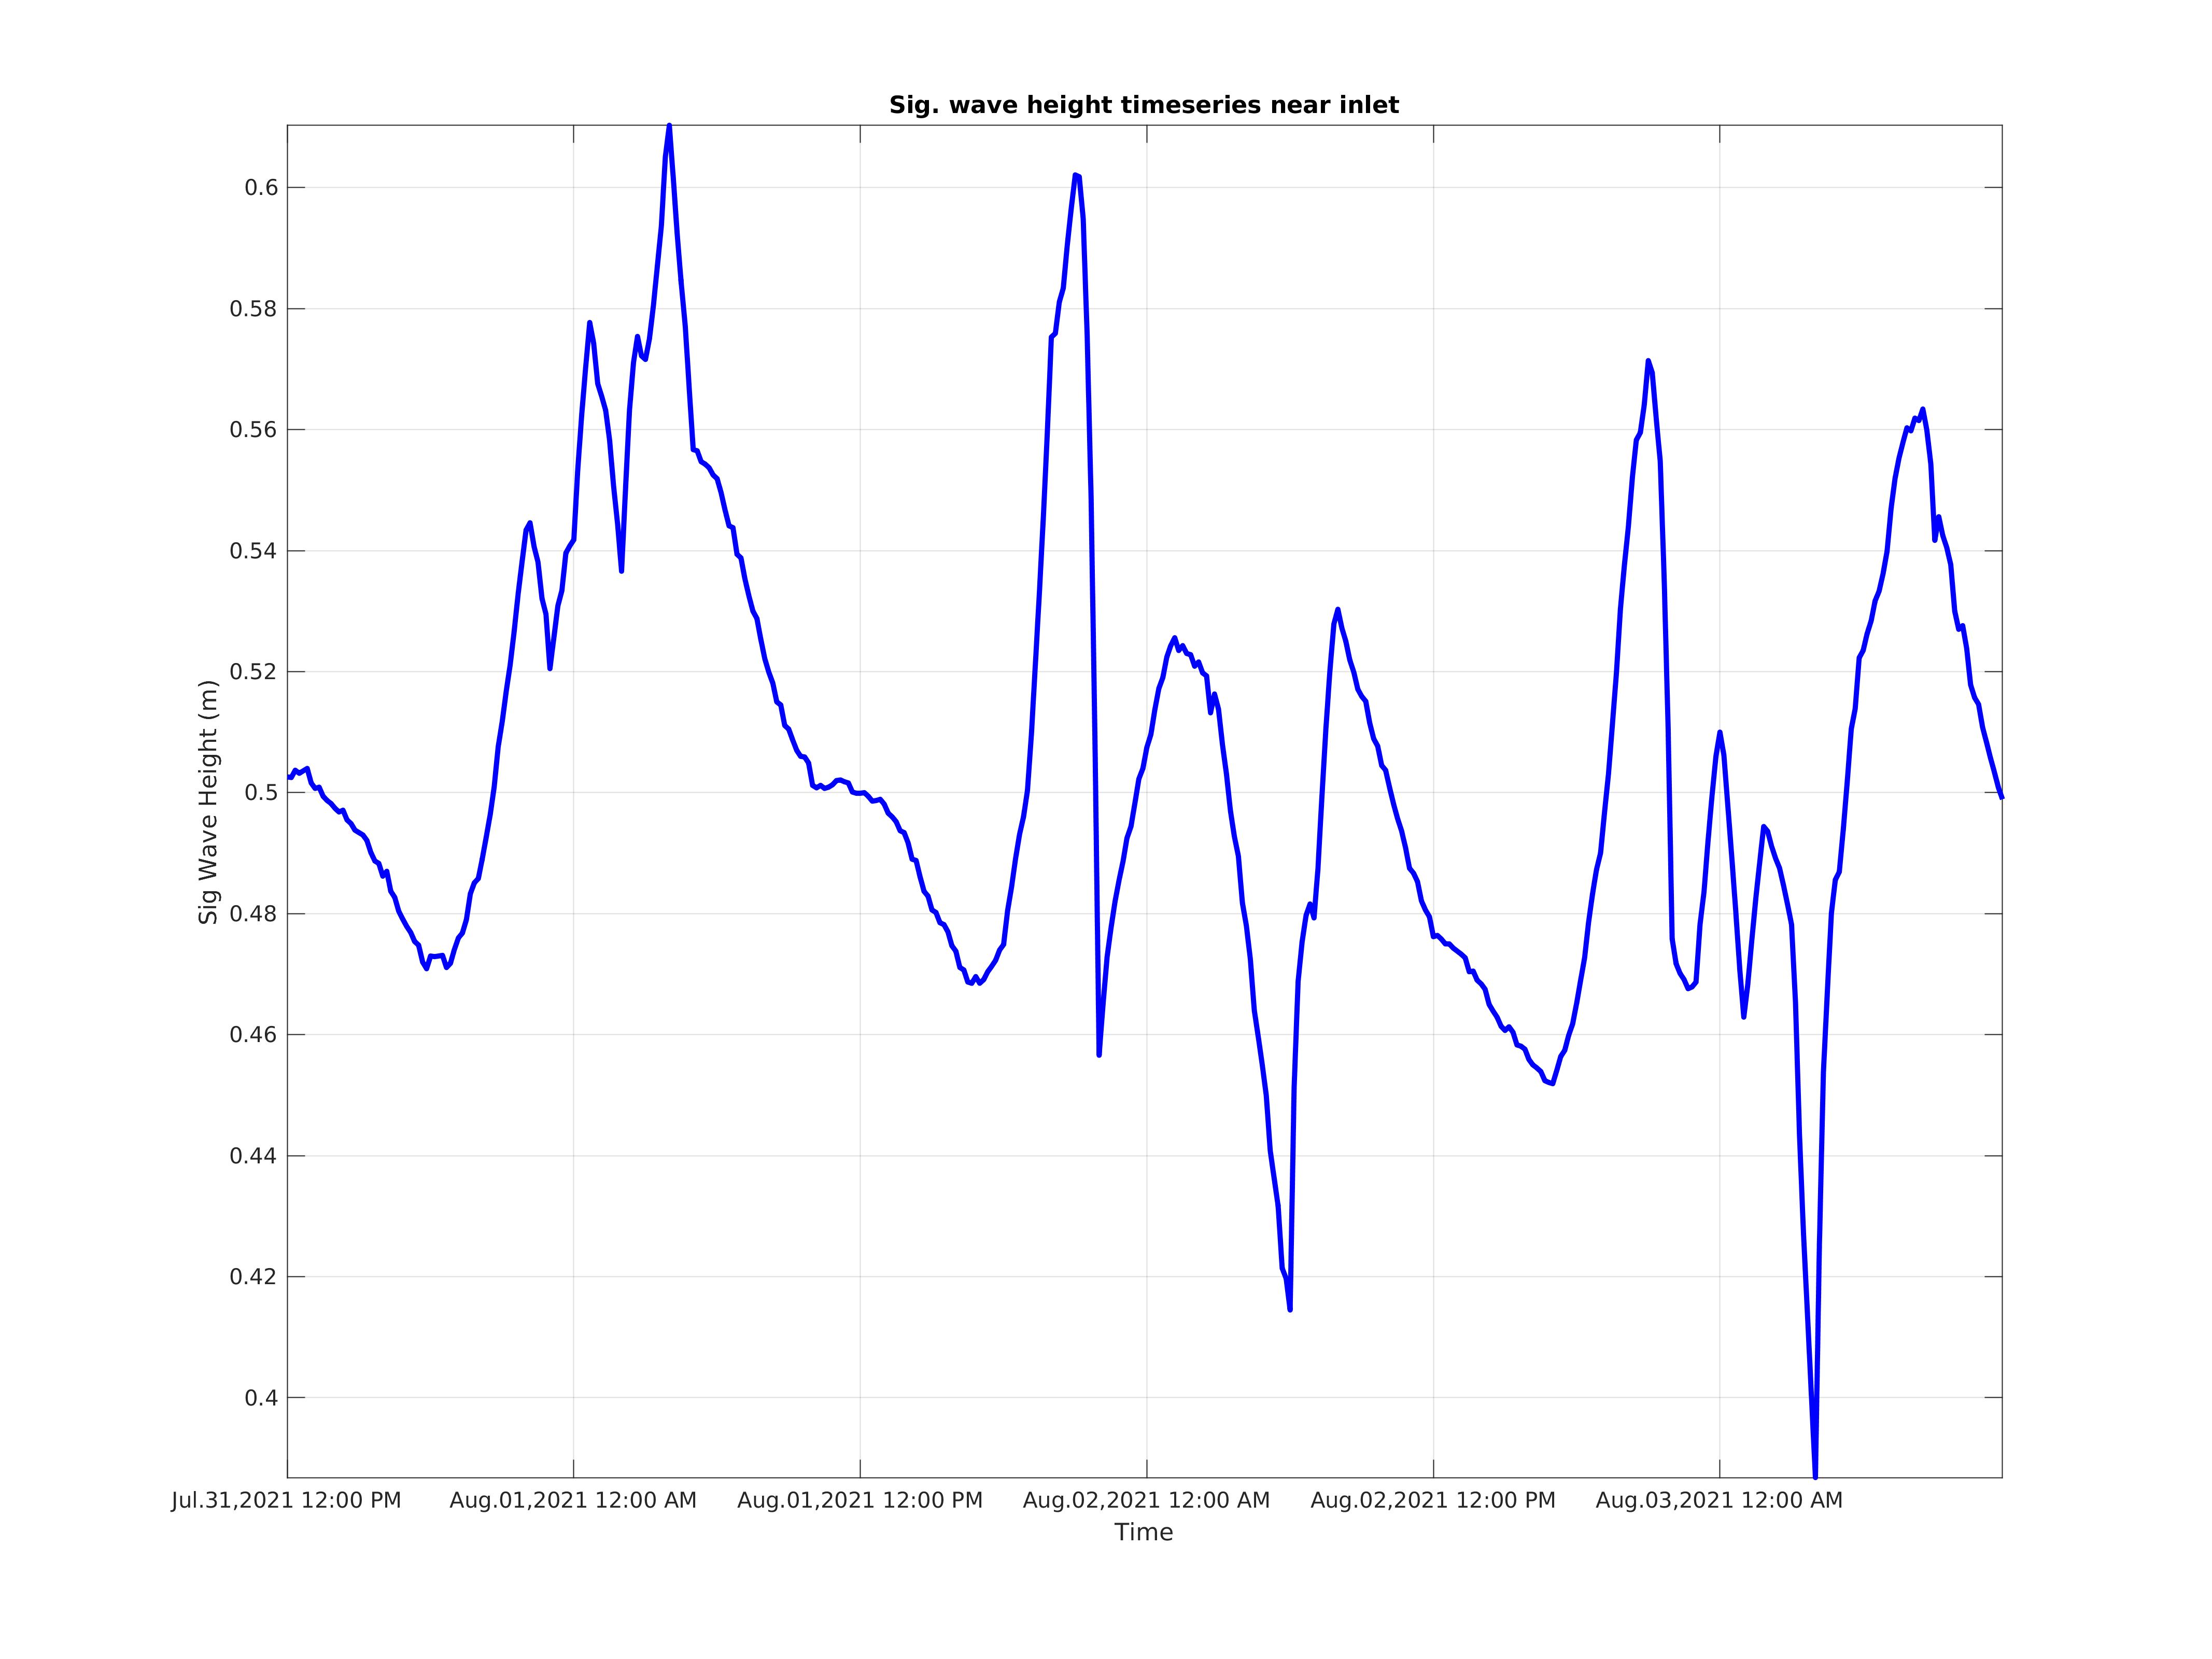 Sig. wave height timeseries near inlet
0.6
0.58
0.56
0.54
0.52
0.5
0.48
0.46
0.44
0.42
0.4
Sig Wave Height (m)
Jul.31,2021 12:00 PM
Aug.01,2021 12:00 AM
Aug.01,2021 12:00 PM
Aug.02,2021 12:00 AM
Aug.02,2021 12:00 PM
Aug.03,2021 12:00 AM
Time